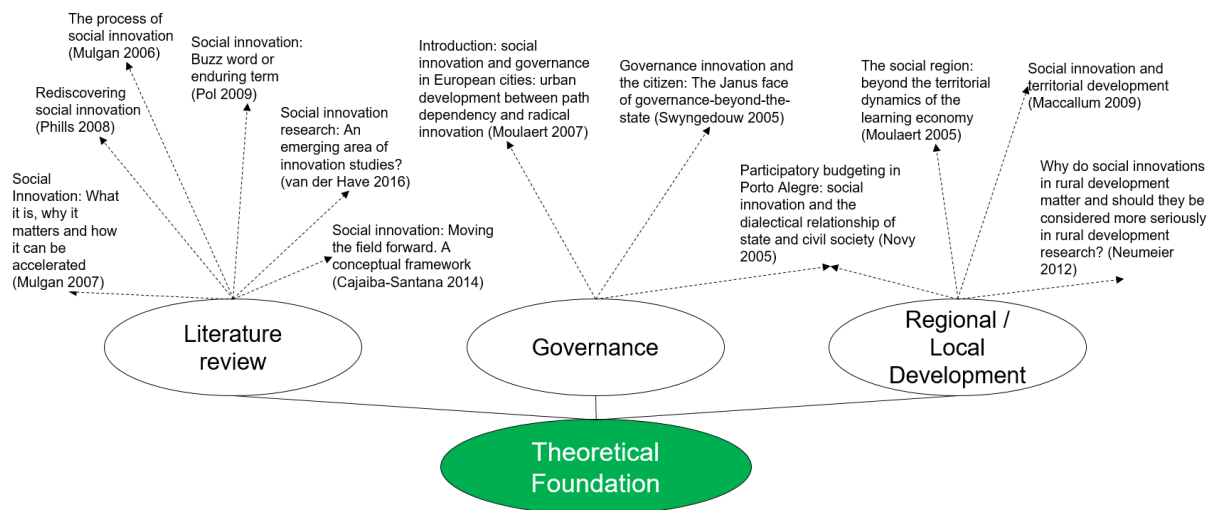 The process of
social innovation
(Mulgan 2006)
Social innovation:
Buzz word or
enduring term
(Pol 2009)
Rediscovering
social innovation
(Phills 2008)
Social innovation
research: An
emerging area of
innovation studies?
(van der Have 2016)
Social
Innovation: What
it is, why it
matters and how
it can be
accelerated
(Mulgan 2007)
Social innovation: Moving
the field forward. A
conceptual framework
(Cajaiba-Santana 2014)
Introduction: social
innovation and governance
in European cities: urban
development between path
dependency and radical
innovation (Moulaert 2007)
Governance innovation and
the citizen: The Janus face
of governance-beyond-the-
state (Swyngedouw 2005)
Participatory budgeting in
Porto Alegre: social
innovation and the
dialectical relationship of
state and civil society (Novy
2005)
The social region:
beyond the territorial
dynamics of the
learning economy
(Moulaert 2005)
Social innovation and
territorial development
(Maccallum 2009)
Why do social innovations
in rural development
matter and should they be
considered more seriously
in rural development
research? (Neumeier
2012)
Literature
review
Governance
Regional /
Local
Development
Theoretical
Foundation